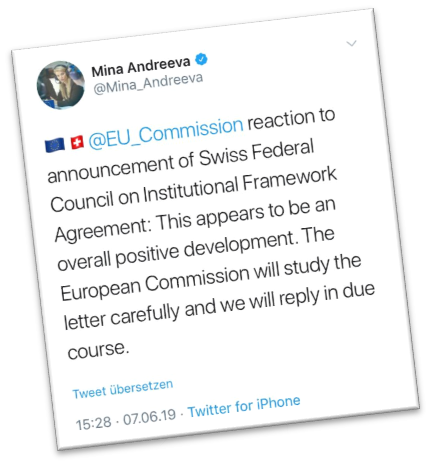 Mina Andreeva
@Mina_Andreeva
@EU_Commission reaction to
announcement of Swiss Federal
Council on Institutional Framework
Agreement: This appears to be an
overall positive development. The
European Commission will study the
letter carefully and we will reply in due
course.
Tweet übersetzen
15:28 · 07.06.19 · Twitter for iPhone